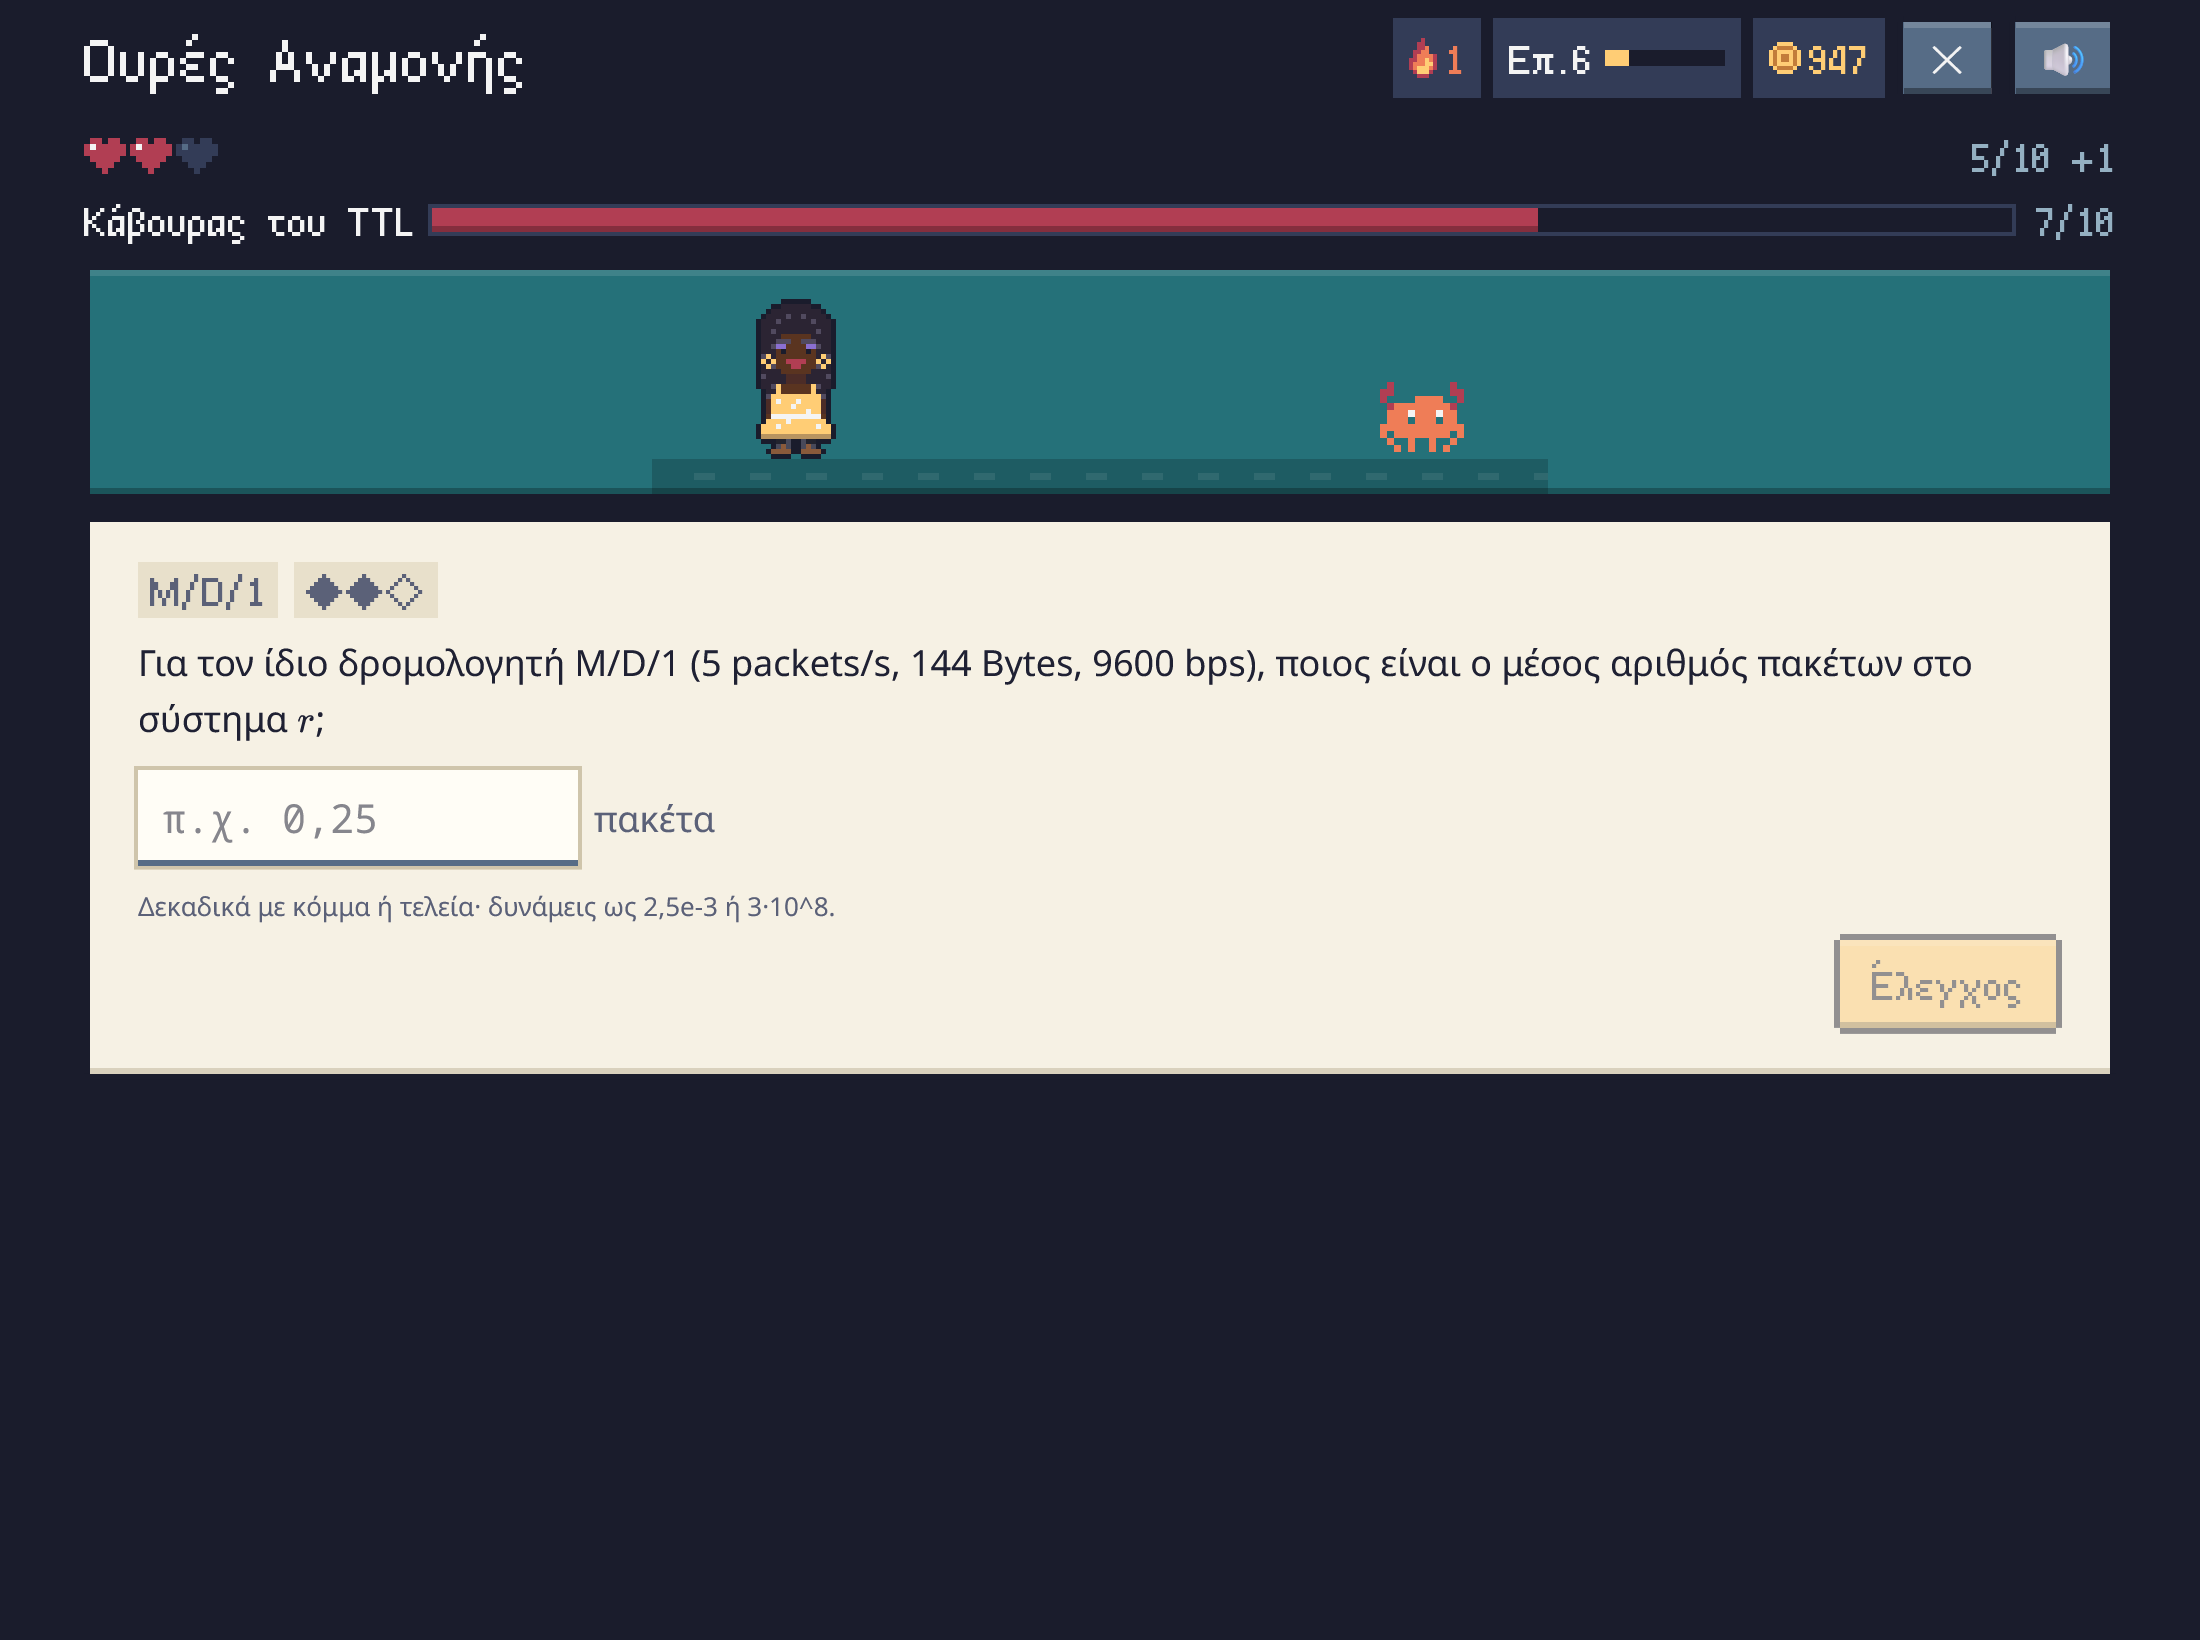 Ουρές Αναμονής
1
Επ.6
947
5/10 +1
Κάβουρας του TTL
7/10
M/D/1
Για τον ίδιο δρομολογητή M/D/1 (5 packets/s, 144 Bytes, 9600 bps), ποιος είναι ο μέσος αριθμός πακέτων στο
σύστημα r;
π.χ. 0,25
πακέτα
Δεκαδικά με κόμμα ή τελεία· δυνάμεις ως 2,5e-3 ή 3·10^8.
Έλεγχος